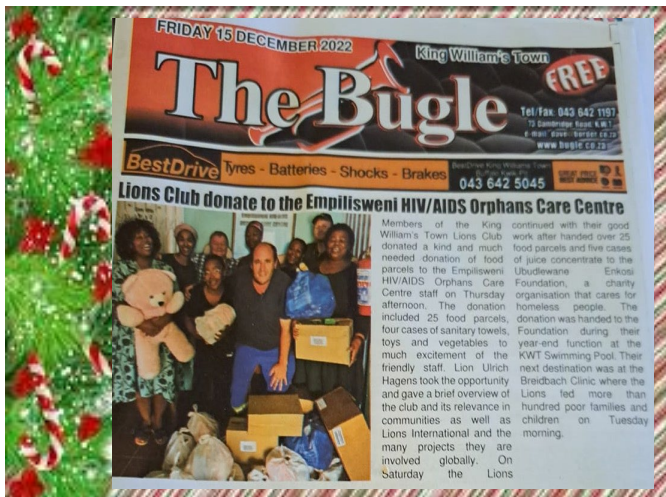 FRIDAY 15 DECEMBER 2022
King William's Town
FREE
The Bugle
Tel/Fax: 043 642 1197
www.bugle.co.za
BestDrive
Tyres - Batteries - Shocks - Brakes
BestDrive King Williams Town
043 642 5045
Lions Club donate to the Empilisweni HIV/AIDS Orphans Care Centre
Members of the King
William's Town Lions Club
donated a kind and much
needed donation of food
parcels to the Empilisweni
HIV/AIDS Orphans Care
Centre staff on Thursday
afternoon. The donation
included 25 food parcels,
four cases of sanitary towels,
toys and vegetables to
much excitement of the
friendly staff. Lion Ulrich
Hagens took the opportunity
and gave a brief overview of
the club and its relevance in
communities as well as
Lions International and the
many projects they are
involved globally. On
Saturday the Lions
continued with their good
work after handed over 25
food parcels and five cases
of juice concentrate to the
Ubudlewane Enkosi
Foundation, a charity
organisation that cares for
homeless people. The
donation was handed to the
Foundation during their
year-end function at the
KWT Swimming Pool. Their
next destination was at the
Breidbach Clinic where the
Lions fed more than
hundred poor families and
children on Tuesday
morning.